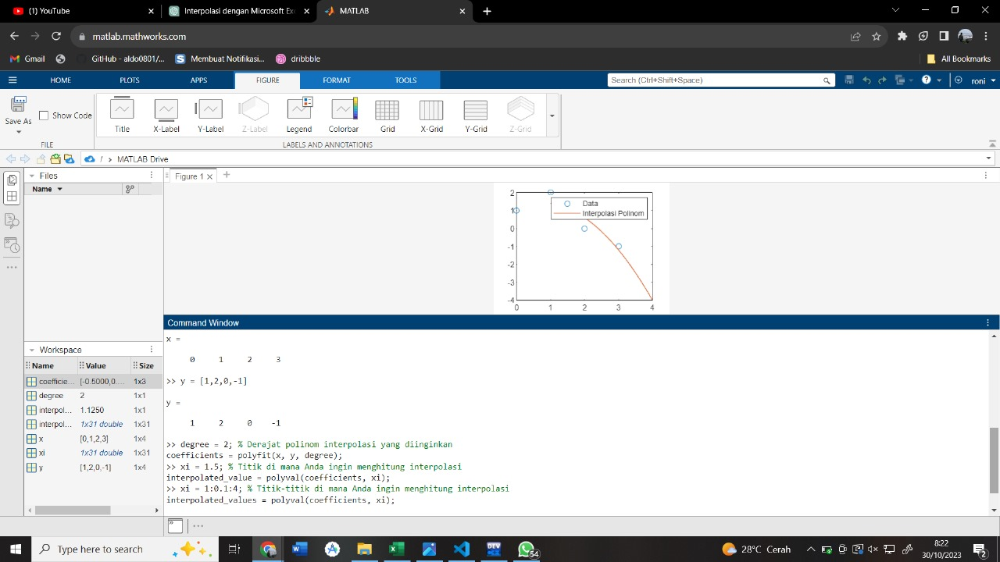 (1) YouTube
Interpolasi dengan Microsoft Exc
MATLAB
matlab.mathworks.com
Gmail
GitHub - aldo0801/...
Membuat Notifikasi...
dribbble
All Bookmarks
HOME PLOTS APPS FIGURE FORMAT TOOLS
Search (Ctrl+Shift+Space)
roni
Save As
Show Code
Title X-Label Y-Label Z-Label Legend Colorbar Grid X-Grid Y-Grid Z-Grid
FILE
LABELS AND ANNOTATIONS
/ › MATLAB Drive
Files
Name
Figure 1
2
1
0
-1
-2
-3
-4
0 1 2 3 4
Data
Interpolasi Polinom
Workspace
Name Value Size
coefficie... [-0.5000,0.... 1x3
degree 2 1x1
interpol... 1.1250 1x1
interpol... 1x31 double 1x31
x [0,1,2,3] 1x4
xi 1x31 double 1x31
y [1,2,0,-1] 1x4
Command Window
x =
0 1 2 3
>> y = [1,2,0,-1]
y =
1 2 0 -1
>> degree = 2; % Derajat polinom interpolasi yang diinginkan
coefficients = polyfit(x, y, degree);
>> xi = 1.5; % Titik di mana Anda ingin menghitung interpolasi
interpolated_value = polyval(coefficients, xi);
>> xi = 1:0.1:4; % Titik-titik di mana Anda ingin menghitung interpolasi
interpolated_values = polyval(coefficients, xi);
Type here to search
DEV
54
28°C Cerah
8:22
30/10/2023
2